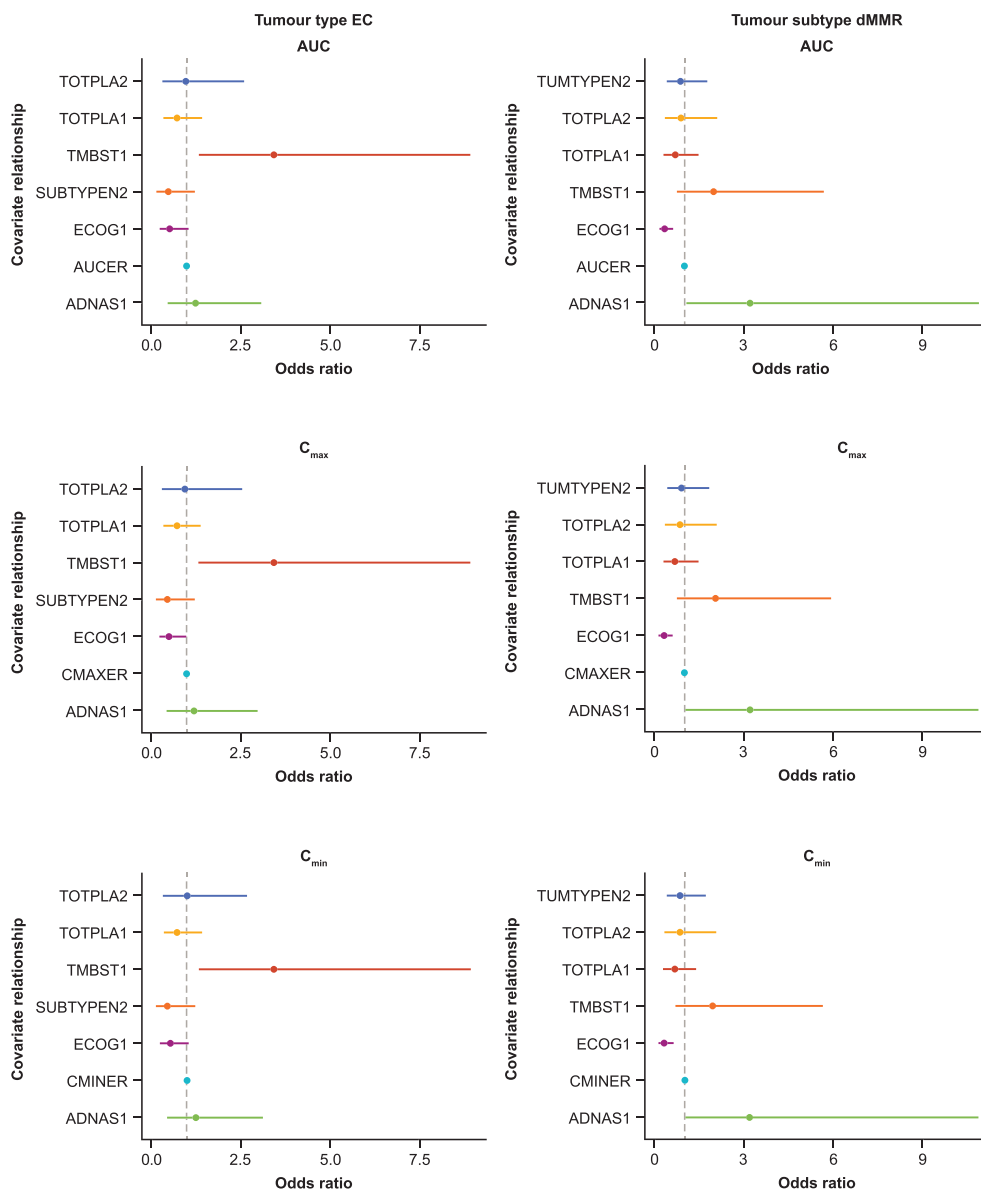 Tumour type EC
AUC
Covariate relationship
TOTPLA2
TOTPLA1
TMBST1
SUBTYPEN2
ECOG1
AUCER
ADNAS1
0.0 2.5 5.0 7.5
Odds ratio
Tumour subtype dMMR
AUC
Covariate relationship
TUMTYPEN2
TOTPLA2
TOTPLA1
TMBST1
ECOG1
AUCER
ADNAS1
0 3 6 9
Odds ratio
Cmax
Covariate relationship
TOTPLA2
TOTPLA1
TMBST1
SUBTYPEN2
ECOG1
CMAXER
ADNAS1
0.0 2.5 5.0 7.5
Odds ratio
Cmax
Covariate relationship
TUMTYPEN2
TOTPLA2
TOTPLA1
TMBST1
ECOG1
CMAXER
ADNAS1
0 3 6 9
Odds ratio
Cmin
Covariate relationship
TOTPLA2
TOTPLA1
TMBST1
SUBTYPEN2
ECOG1
CMINER
ADNAS1
0.0 2.5 5.0 7.5
Odds ratio
Cmin
Covariate relationship
TUMTYPEN2
TOTPLA2
TOTPLA1
TMBST1
ECOG1
CMINER
ADNAS1
0 3 6 9
Odds ratio